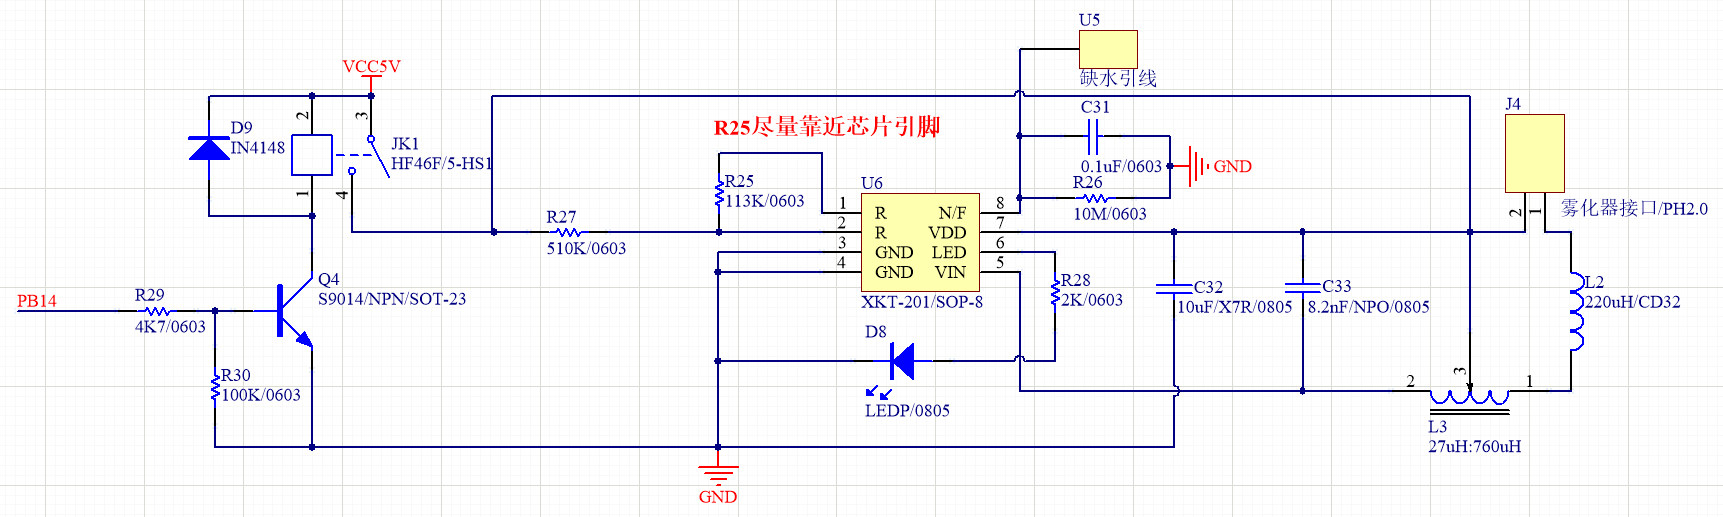 U5
缺水引线
VCC5V
2
3
D9
IN4148
JK1
HF46F/5-HS1
1
4
R25尽量靠近芯片引脚
C31
0.1uF/0603
GND
R26
10M/0603
J4
2
1
雾化器接口/PH2.0
R25
113K/0603
U6
1
2
3
4
R
R
GND
GND
N/F
VDD
LED
VIN
8
7
6
5
XKT-201/SOP-8
R27
510K/0603
R28
2K/0603
C32
10uF/X7R/0805
C33
8.2nF/NPO/0805
L2
220uH/CD32
Q4
S9014/NPN/SOT-23
PB14
R29
4K7/0603
R30
100K/0603
D8
LEDP/0805
2
3
1
L3
27uH:760uH
GND